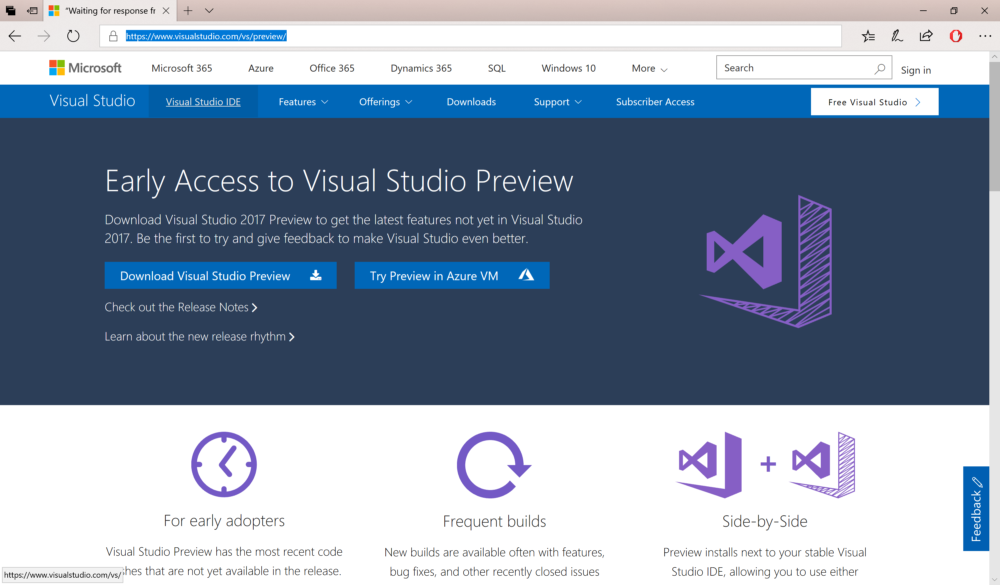 “Waiting for response fr
https://www.visualstudio.com/vs/preview/
Microsoft
Microsoft 365
Azure
Office 365
Dynamics 365
SQL
Windows 10
More
Search
Sign in
Visual Studio
Visual Studio IDE
Features
Offerings
Downloads
Support
Subscriber Access
Free Visual Studio
Early Access to Visual Studio Preview
Download Visual Studio 2017 Preview to get the latest features not yet in Visual Studio
2017. Be the first to try and give feedback to make Visual Studio even better.
Download Visual Studio Preview
Try Preview in Azure VM
Check out the Release Notes
Learn about the new release rhythm
For early adopters
Visual Studio Preview has the most recent code
shes that are not yet available in the release.
Frequent builds
New builds are available often with features,
bug fixes, and other recently closed issues
Side-by-Side
Preview installs next to your stable Visual
Studio IDE, allowing you to use either
Feedback
https://www.visualstudio.com/vs/